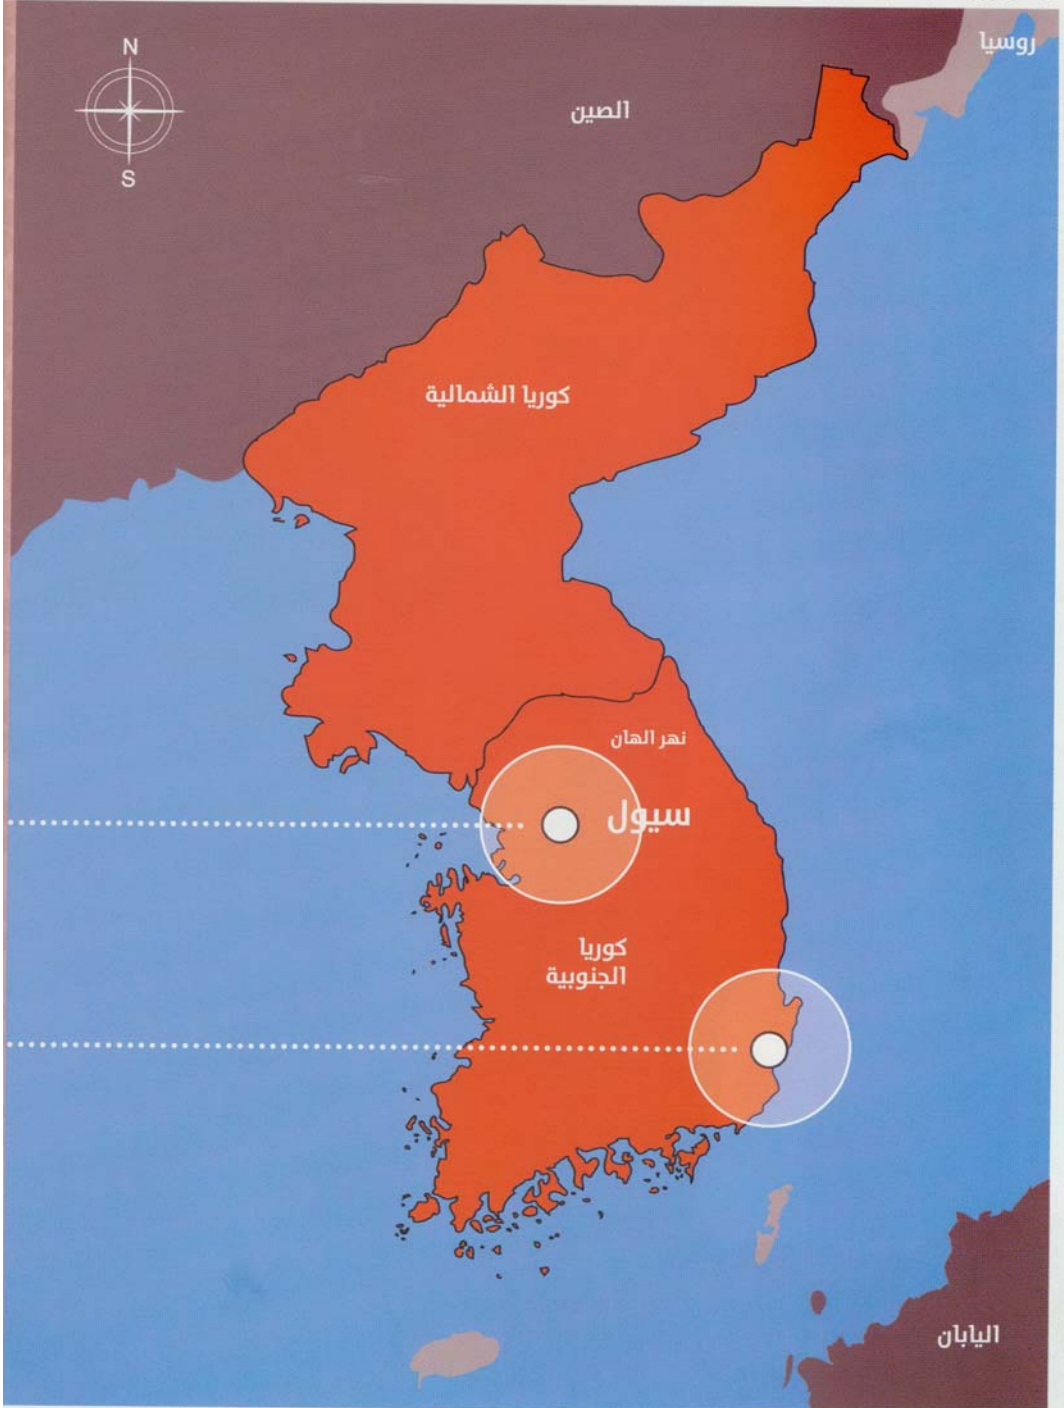 روسيا
N
الصين
S
كوريا الشمالية
نهر الهان
سيول
كوريا
الجنوبية
اليابان